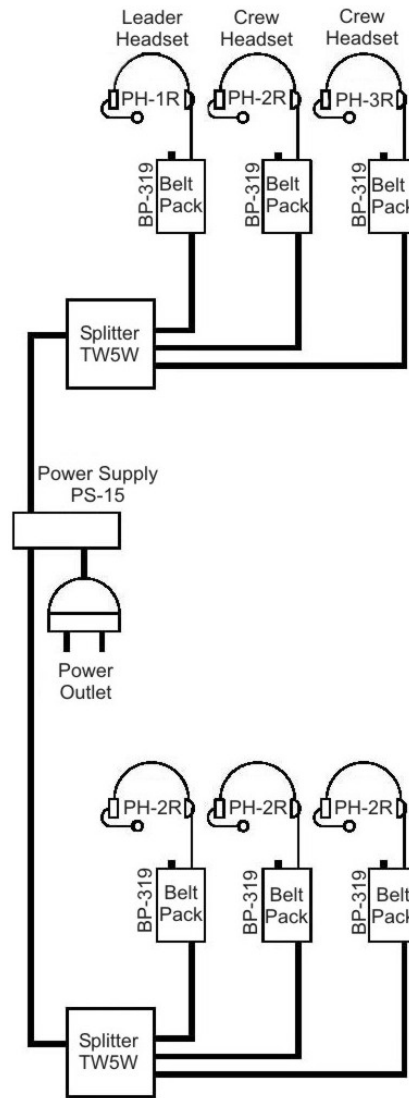 Leader
Headset
Crew
Headset
Crew
Headset
PH-1R
PH-2R
PH-3R
BP-319
Belt
Pack
BP-319
Belt
Pack
BP-319
Belt
Pack
Splitter
TW5W
Power Supply
PS-15
Power
Outlet
PH-2R
PH-2R
PH-2R
BP-319
Belt
Pack
BP-319
Belt
Pack
BP-319
Belt
Pack
Splitter
TW5W